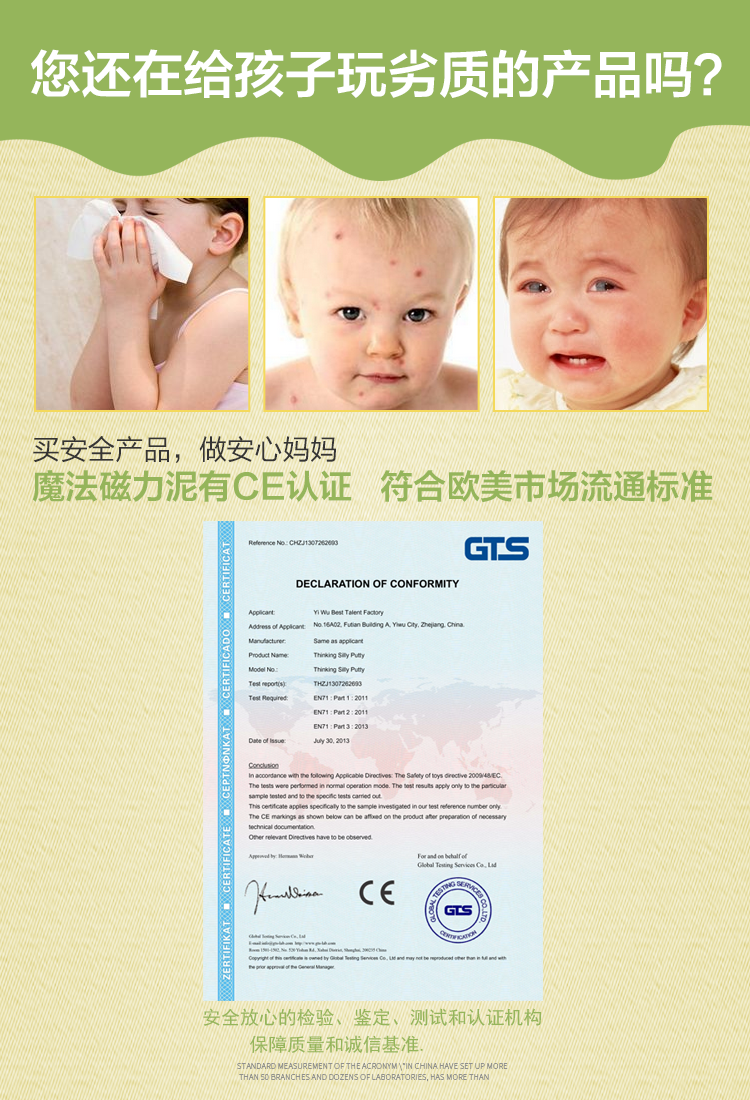 您还在给孩子玩劣质的产品吗?
买安全产品，做安心妈妈
魔法磁力泥有CE认证 符合欧美市场流通标准
Reference No.: CHZJ1307262693
GTS
DECLARATION OF CONFORMITY
Applicant: Yi Wu Best Talent Factory
Address of Applicant: No.16A02, Futian Building A, Yiwu City, Zhejiang, China.
Manufacturer: Same as applicant
Product Name: Thinking Silly Putty
Model No.: Thinking Silly Putty
Test report(s): THZJ1307262693
Test Required: EN71 : Part 1 : 2011
EN71 : Part 2 : 2011
EN71 : Part 3 : 2013
Date of Issue: July 30, 2013
Conclusion
In accordance with the following Applicable Directives: The Safety of toys directive 2009/48/EC.
The tests were performed in normal operation mode. The test results apply only to the particular
sample tested and to the specific tests carried out.
This certificate applies specifically to the sample investigated in our test reference number only.
The CE markings as shown below can be affixed on the product after preparation of necessary
technical documentation.
Other relevant Directives have to be observed.
Approved by: Hermann Weiher
For and on behalf of
Global Testing Services Co., Ltd
CE
GLOBAL TESTING SERVICES CO.,LTD
GTS
CERTIFICATION
Global Testing Services Co., Ltd
E-mail:info@gts-lab.com http://www.gts-lab.com
Copyright of this certificate is owned by Global Testing Services Co., Ltd and may not be reproduced other than in full and with
the prior approval of the General Manager.
ZERTIFIKAT ■ CERTIFICATE ■ СЕРТИФИКАТ ■ CERTIFICADO ■ CERTIFICAT
安全放心的检验、鉴定、测试和认证机构
保障质量和诚信基准.
STANDARD MEASUREMENT OF THE ACRONYM \"IN CHINA HAVE SET UP MORE
THAN 50 BRANCHES AND DOZENS OF LABORATORIES, HAS MORE THAN